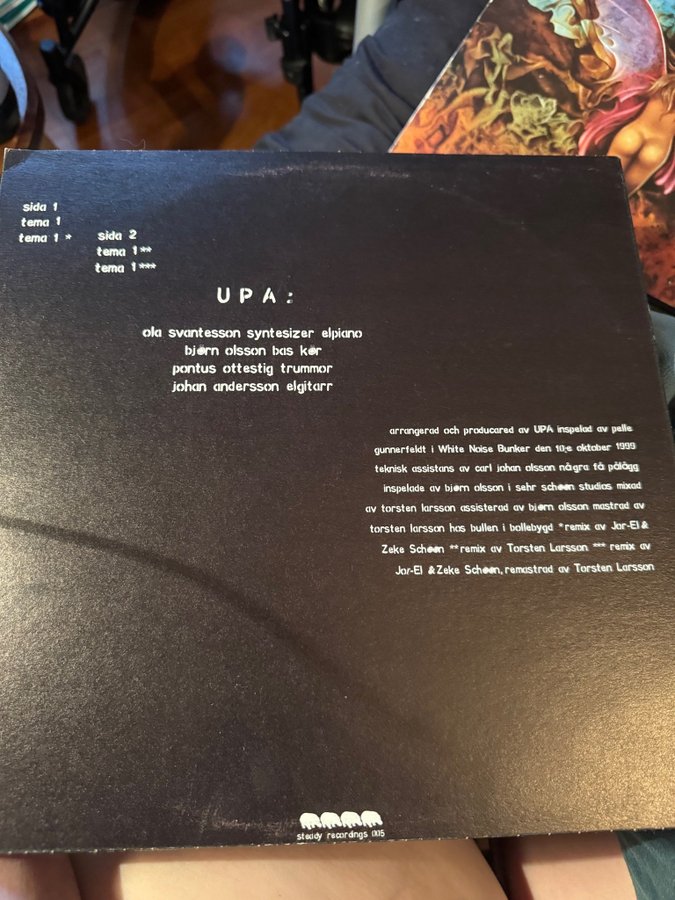 sida 1
tema 1
tema 1 *
sida 2
tema 1**
tema 1***
UPA:
ola svantesson syntesizer elpiano
bjørn olsson bas kør
pontus ottestig trummor
johan andersson elgitarr
arrangerad och producared av UPA inspelad av pelle
gunnerfeldt i White Noise Bunker den 10:e oktober 1999
teknisk assistans av carl johan olsson några få pålägg
inspelade av bjørn olsson i sehr schøøn studios mixad
av torsten larsson assisterad av bjørn olsson mastrad av
torsten larsson hos bullen i bollebygd *remix av Jor-El &
Zeke Schøøn **remix av Torsten Larsson *** remix av
Jor-El & Zeke Schøøn, remastrad av Torsten Larsson
steady recordings 005